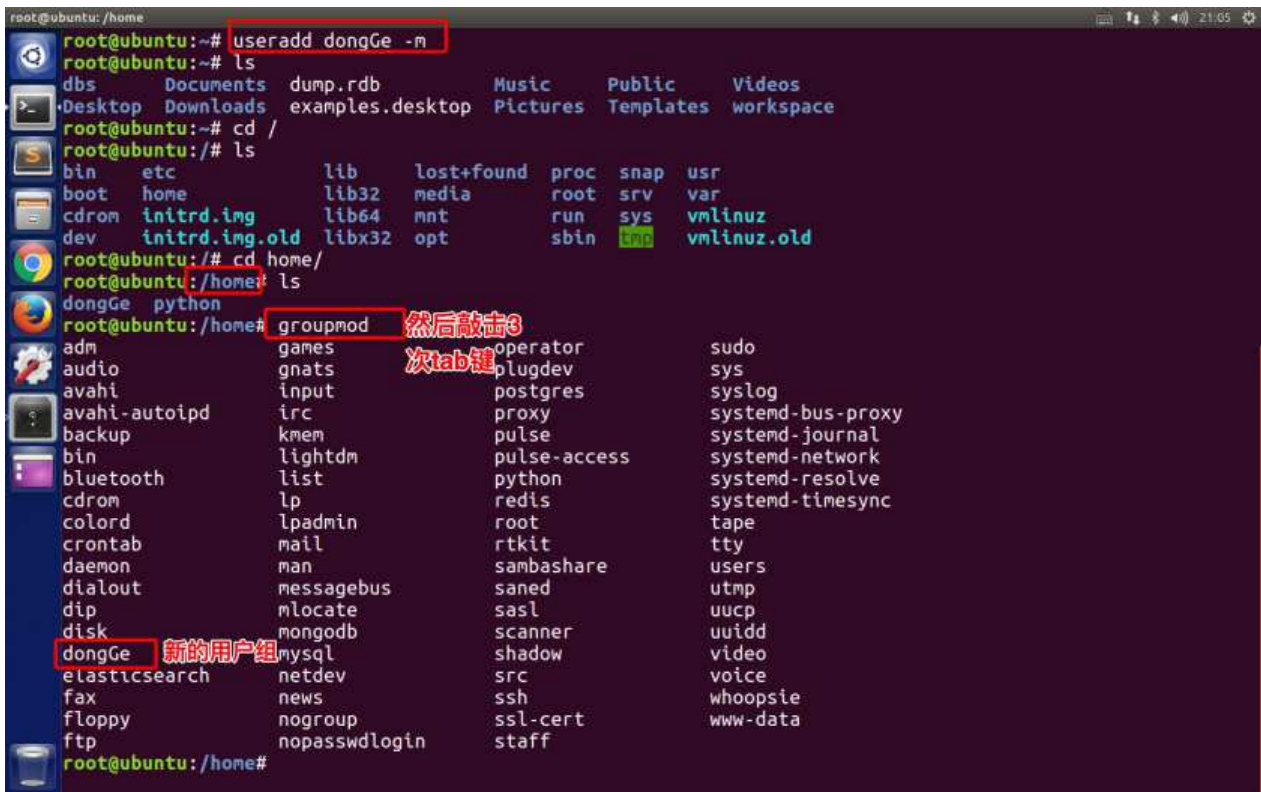 root@ubuntu: /home 21:05
root@ubuntu:~# useradd dongGe -m
root@ubuntu:~# ls
dbs Documents dump.rdb Music Public Videos
Desktop Downloads examples.desktop Pictures Templates workspace
root@ubuntu:~# cd /
root@ubuntu:/# ls
bin etc lib lost+found proc snap usr
boot home lib32 media root srv var
cdrom initrd.img lib64 mnt run sys vmlinuz
dev initrd.img.old libx32 opt sbin tmp vmlinuz.old
root@ubuntu:/# cd home/
root@ubuntu:/home# ls
dongGe python
root@ubuntu:/home# groupmod 然后敲击3
次tab键
adm games operator sudo
audio gnats plugdev sys
avahi input postgres syslog
avahi-autoipd irc proxy systemd-bus-proxy
backup kmem pulse systemd-journal
bin lightdm pulse-access systemd-network
bluetooth list python systemd-resolve
cdrom lp redis systemd-timesync
colord lpadmin root tape
crontab mail rtkit tty
daemon man sambashare users
dialout messagebus saned utmp
dip mlocate sasl uucp
disk mongodb scanner uuidd
dongGe 新的用户组 mysql shadow video
elasticsearch netdev src voice
fax news ssh whoopsie
floppy nogroup ssl-cert www-data
ftp nopasswdlogin staff
root@ubuntu:/home#